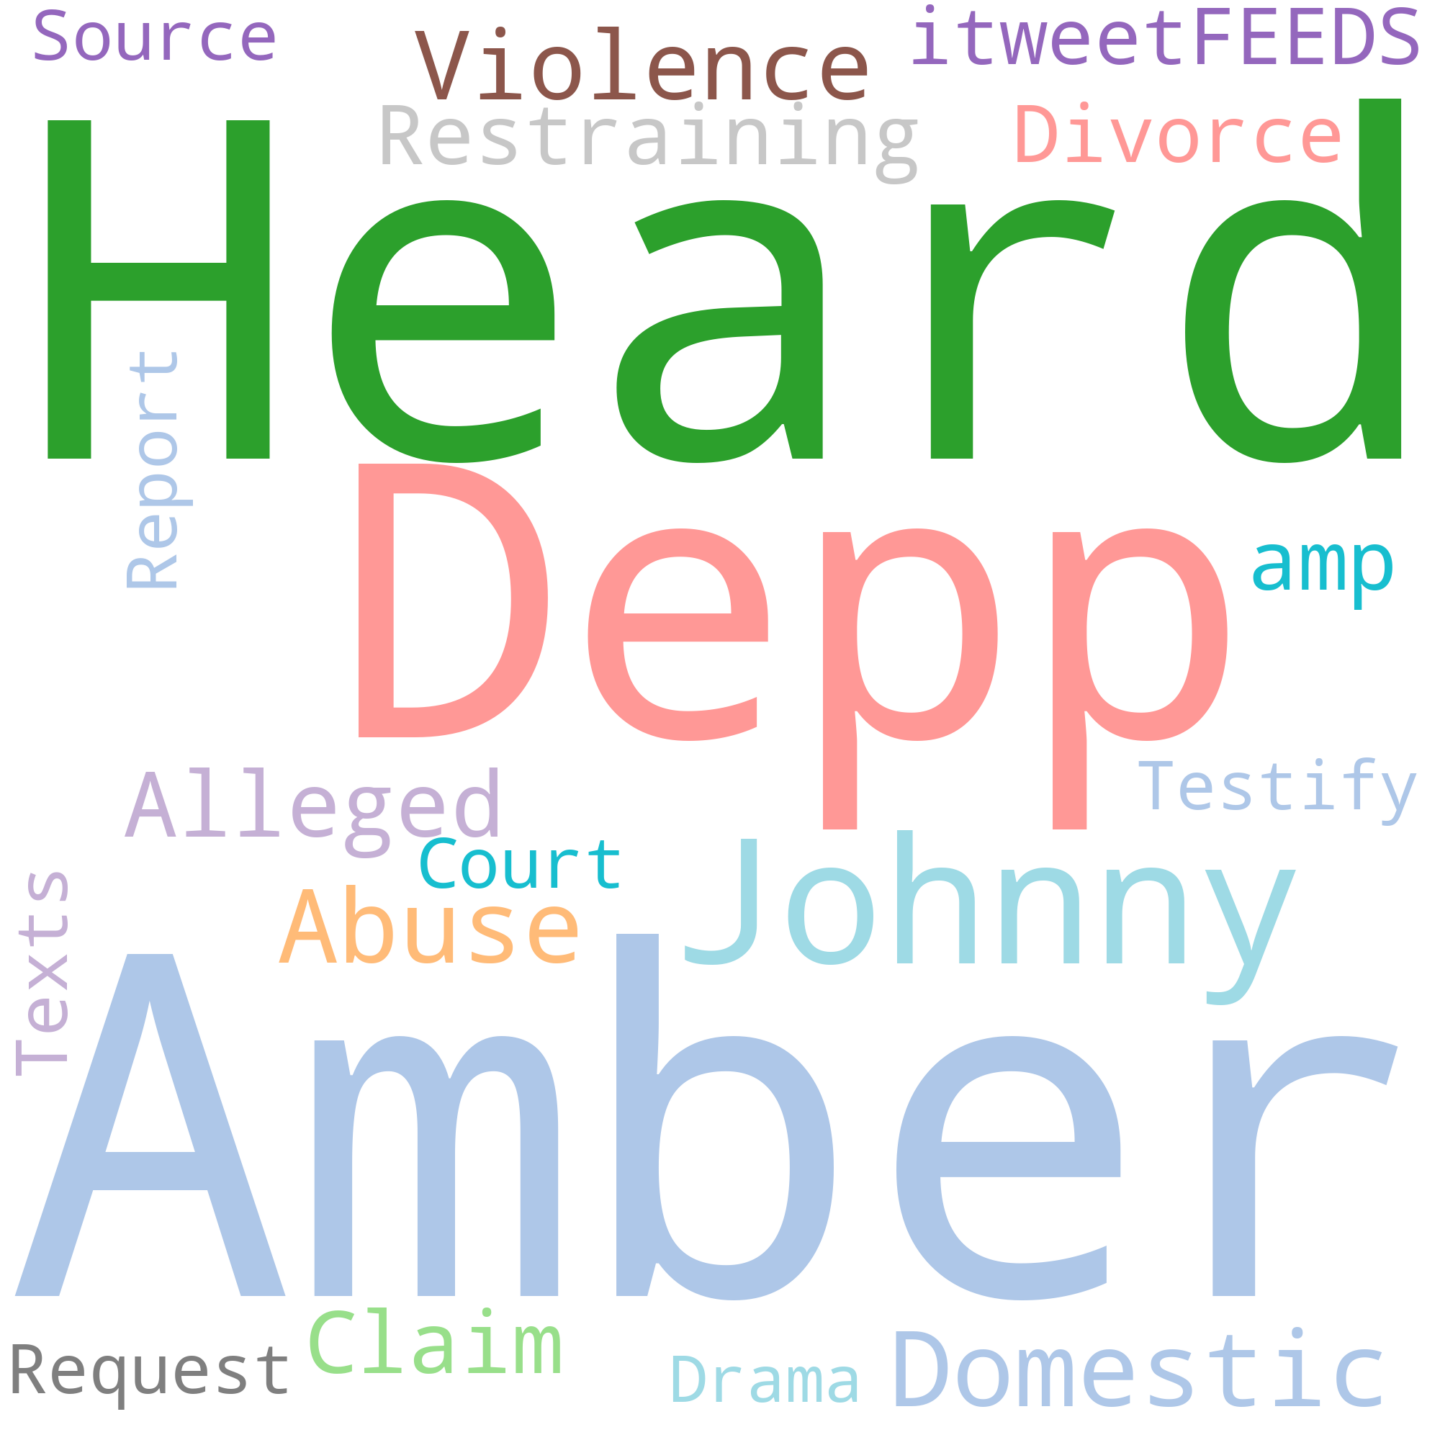 Source
Violence
itweetFEEDS
Restraining
Divorce
Heard
Report
Depp
amp
Alleged
Testify
Court
Johnny
Texts
Abuse
Amber
Request
Claim
Drama
Domestic